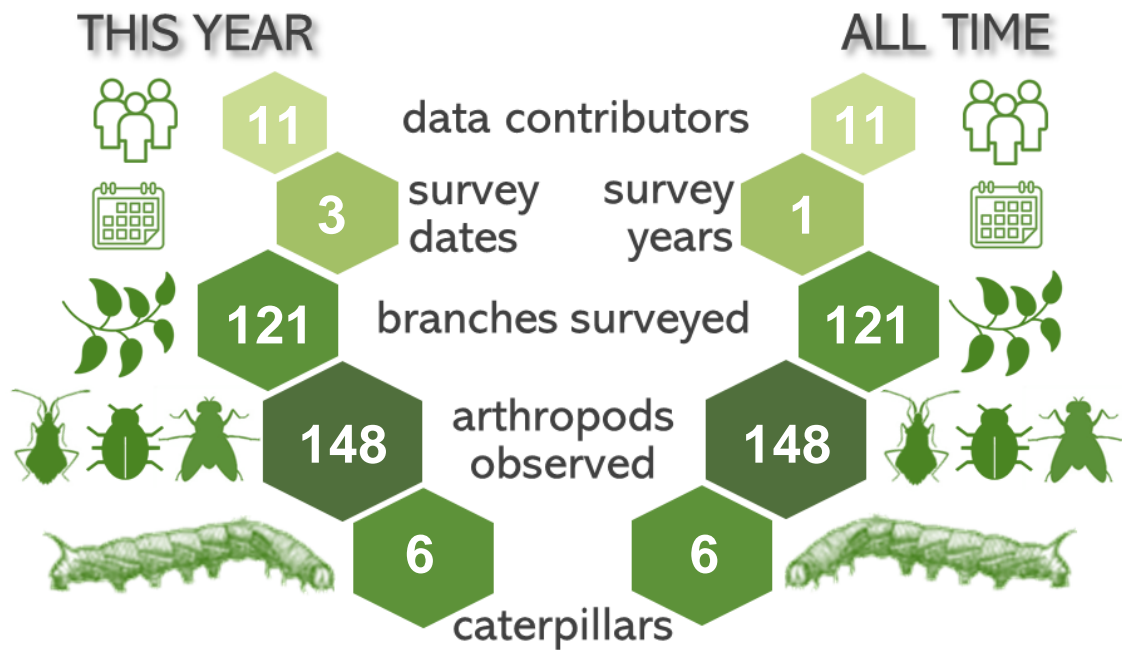 THIS YEAR
ALL TIME
11 data contributors 11
3 survey dates
survey years 1
121 branches surveyed 121
148 arthropods observed 148
6 caterpillars 6